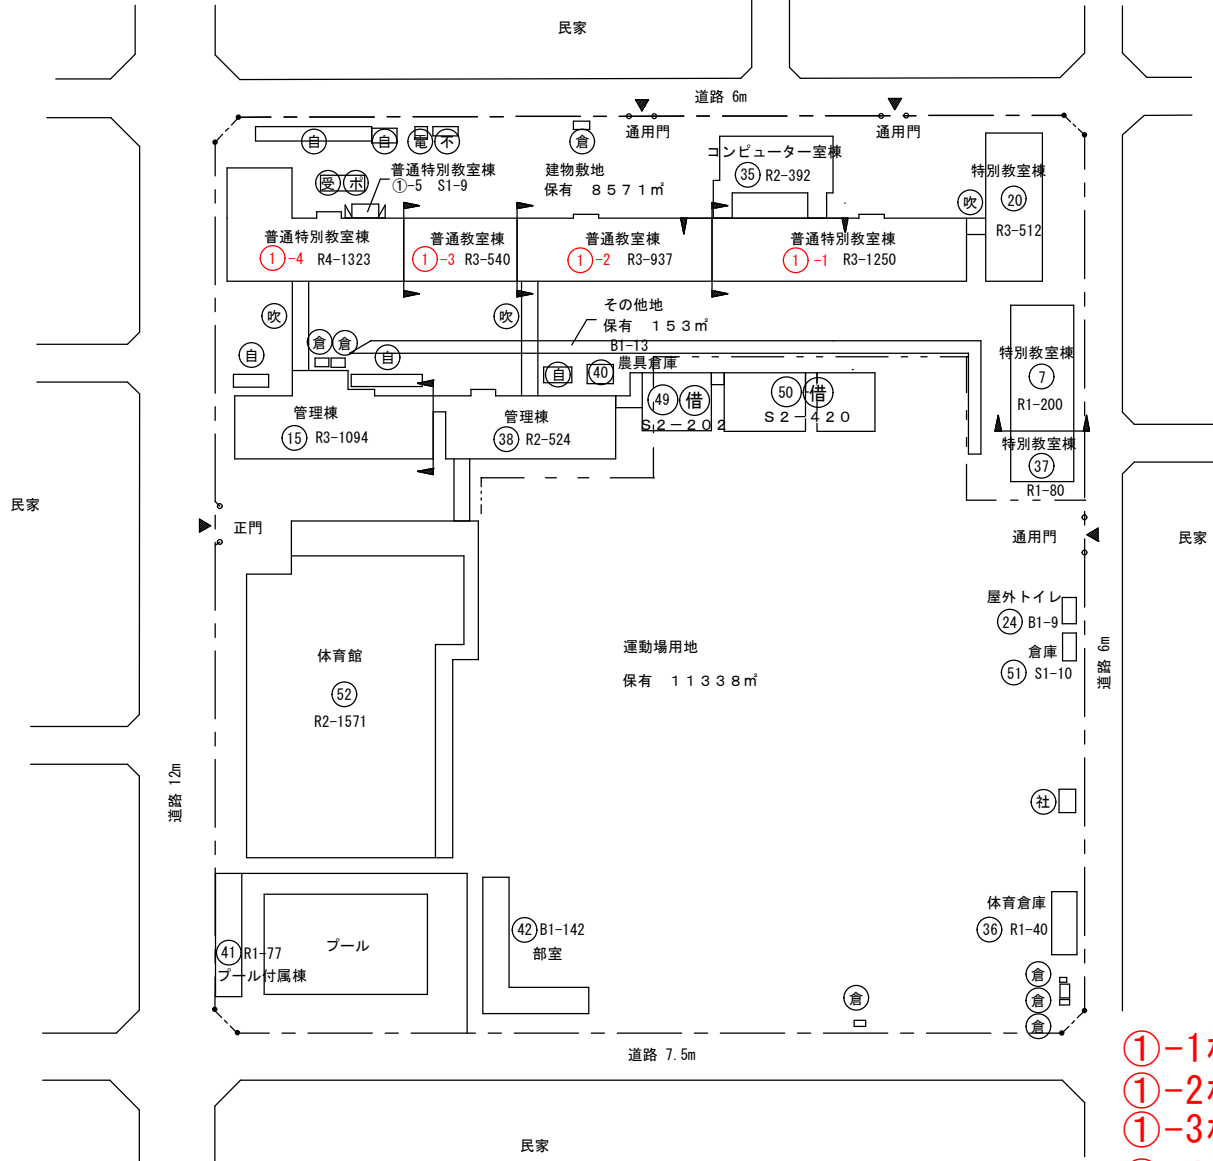 民家
道路 6m
通用門
通用門
自
自
電
不
倉
コンピューター室棟
35 R2-392
特別教室棟
20
R3-512
普通特別教室棟
①-5 S1-9
建物敷地
保有 8571㎡
受
ポ
吹
普通特別教室棟
①-4 R4-1323
普通教室棟
①-3 R3-540
普通教室棟
①-2 R3-937
普通特別教室棟
①-1 R3-1250
その他地
保有 153㎡
B1-13
農具倉庫
吹
吹
倉
倉
自
自
自
40
特別教室棟
7
R1-200
管理棟
15 R3-1094
管理棟
38 R2-524
49 借
S2-202
50 借
S2-420
特別教室棟
37
R1-80
民家
正門
通用門
民家
屋外トイレ
24 B1-9
倉庫
51 S1-10
道路 6m
運動場用地
保有 11338㎡
体育館
52
R2-1571
道路 12m
社
体育倉庫
36 R1-40
42 B1-142
部室
プール
41 R1-77
プール付属棟
倉
倉
倉
倉
道路 7.5m
①-1
①-2
①-3
民家